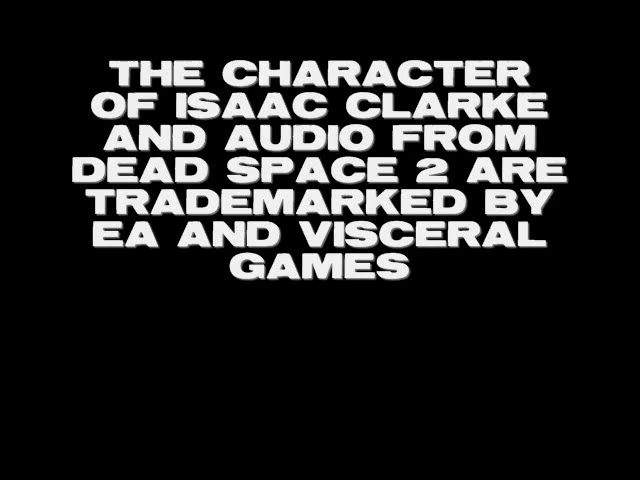 THE CHARACTER
OF ISAAC CLARKE
AND AUDIO FROM
DEAD SPACE 2 ARE
TRADEMARKED BY
EA AND VISCERAL
GAMES